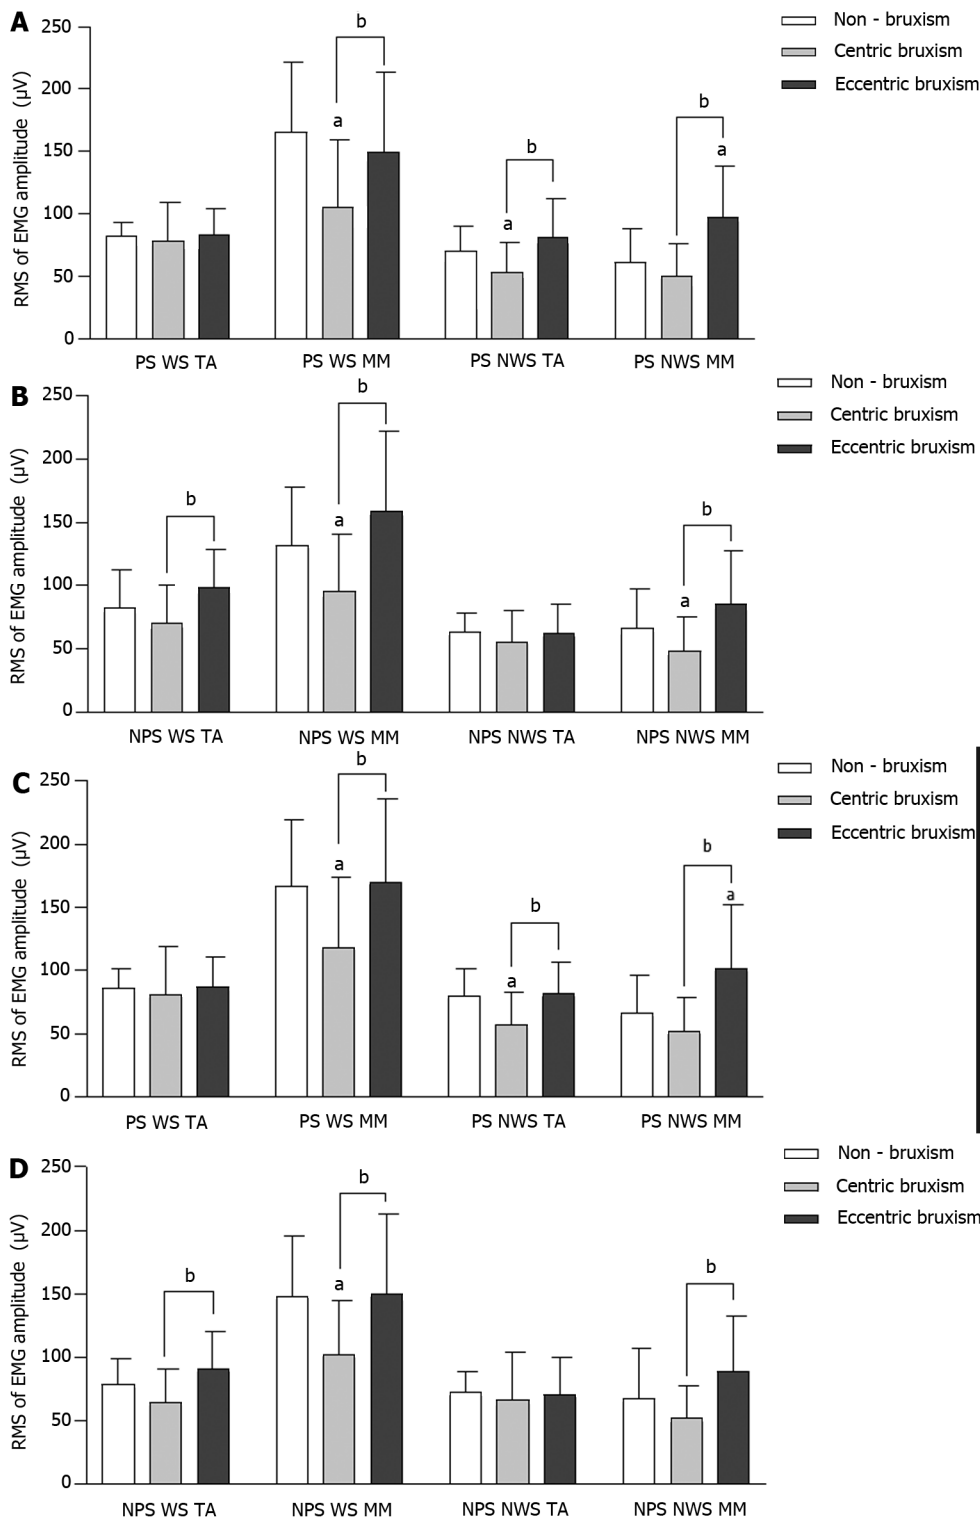 A
Non - bruxism
Centric bruxism
Eccentric bruxism
RMS of EMG amplitude (μV)
250
200
150
100
50
0
b
a
b
a
b
a
PS WS TA
PS WS MM
PS NWS TA
PS NWS MM
B
Non - bruxism
Centric bruxism
Eccentric bruxism
RMS of EMG amplitude (μV)
250
200
150
100
50
0
b
b
a
b
a
NPS WS TA
NPS WS MM
NPS NWS TA
NPS NWS MM
C
Non - bruxism
Centric bruxism
Eccentric bruxism
RMS of EMG amplitude (μV)
250
200
150
100
50
0
b
a
b
a
b
a
PS WS TA
PS WS MM
PS NWS TA
PS NWS MM
D
Non - bruxism
Centric bruxism
Eccentric bruxism
RMS of EMG amplitude (μV)
250
200
150
100
50
0
b
b
a
b
NPS WS TA
NPS WS MM
NPS NWS TA
NPS NWS MM